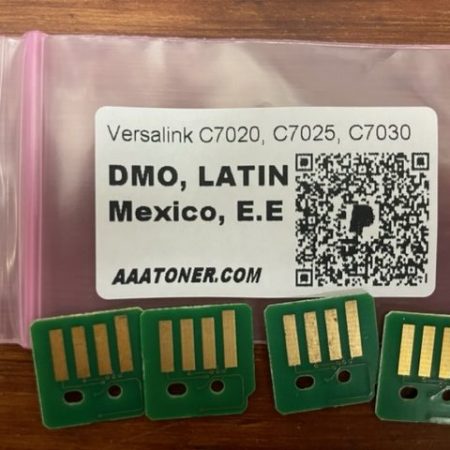 Versalink C7020, C7025, C7030
DMO, LATIN
Mexico, E.E
AAATONER.COM